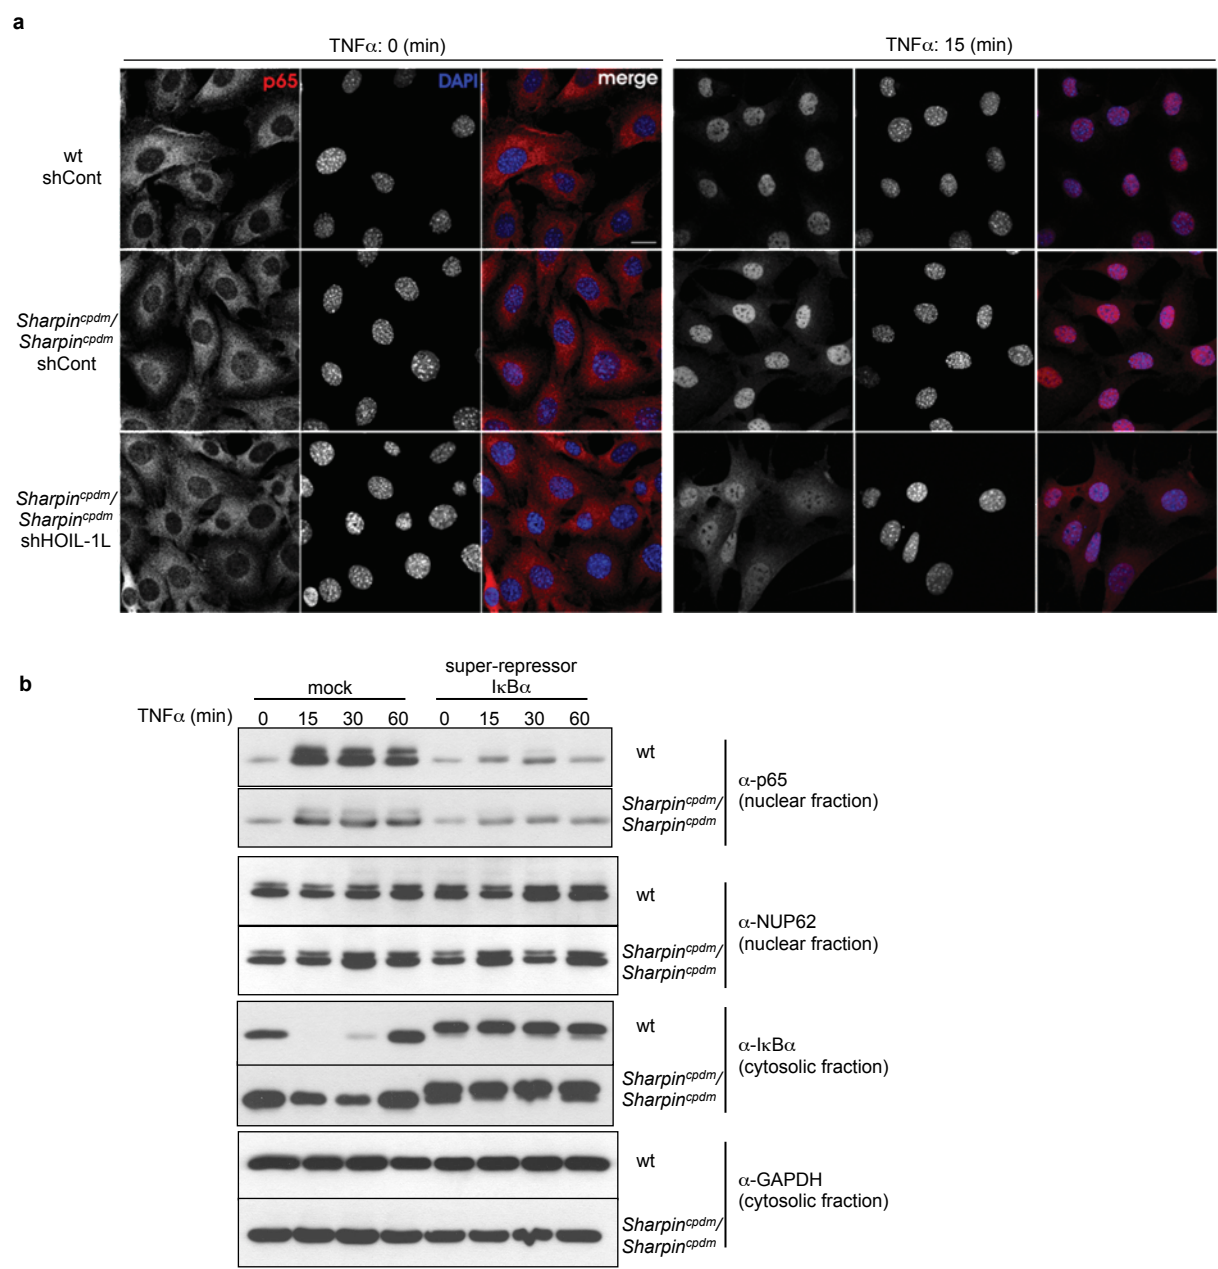 a
TNFα: 0 (min)
TNFα: 15 (min)
p65
DAPI
merge
wt
shCont
Sharpincpdm/
Sharpincpdm
shCont
Sharpincpdm/
Sharpincpdm
shHOIL-1L
b
super-repressor
mock
IκBα
TNFα (min)
0 15 30 60 0 15 30 60
wt
Sharpincpdm/
Sharpincpdm
α-p65
(nuclear fraction)
wt
Sharpincpdm/
Sharpincpdm
α-NUP62
(nuclear fraction)
wt
Sharpincpdm/
Sharpincpdm
α-IκBα
(cytosolic fraction)
wt
Sharpincpdm/
Sharpincpdm
α-GAPDH
(cytosolic fraction)